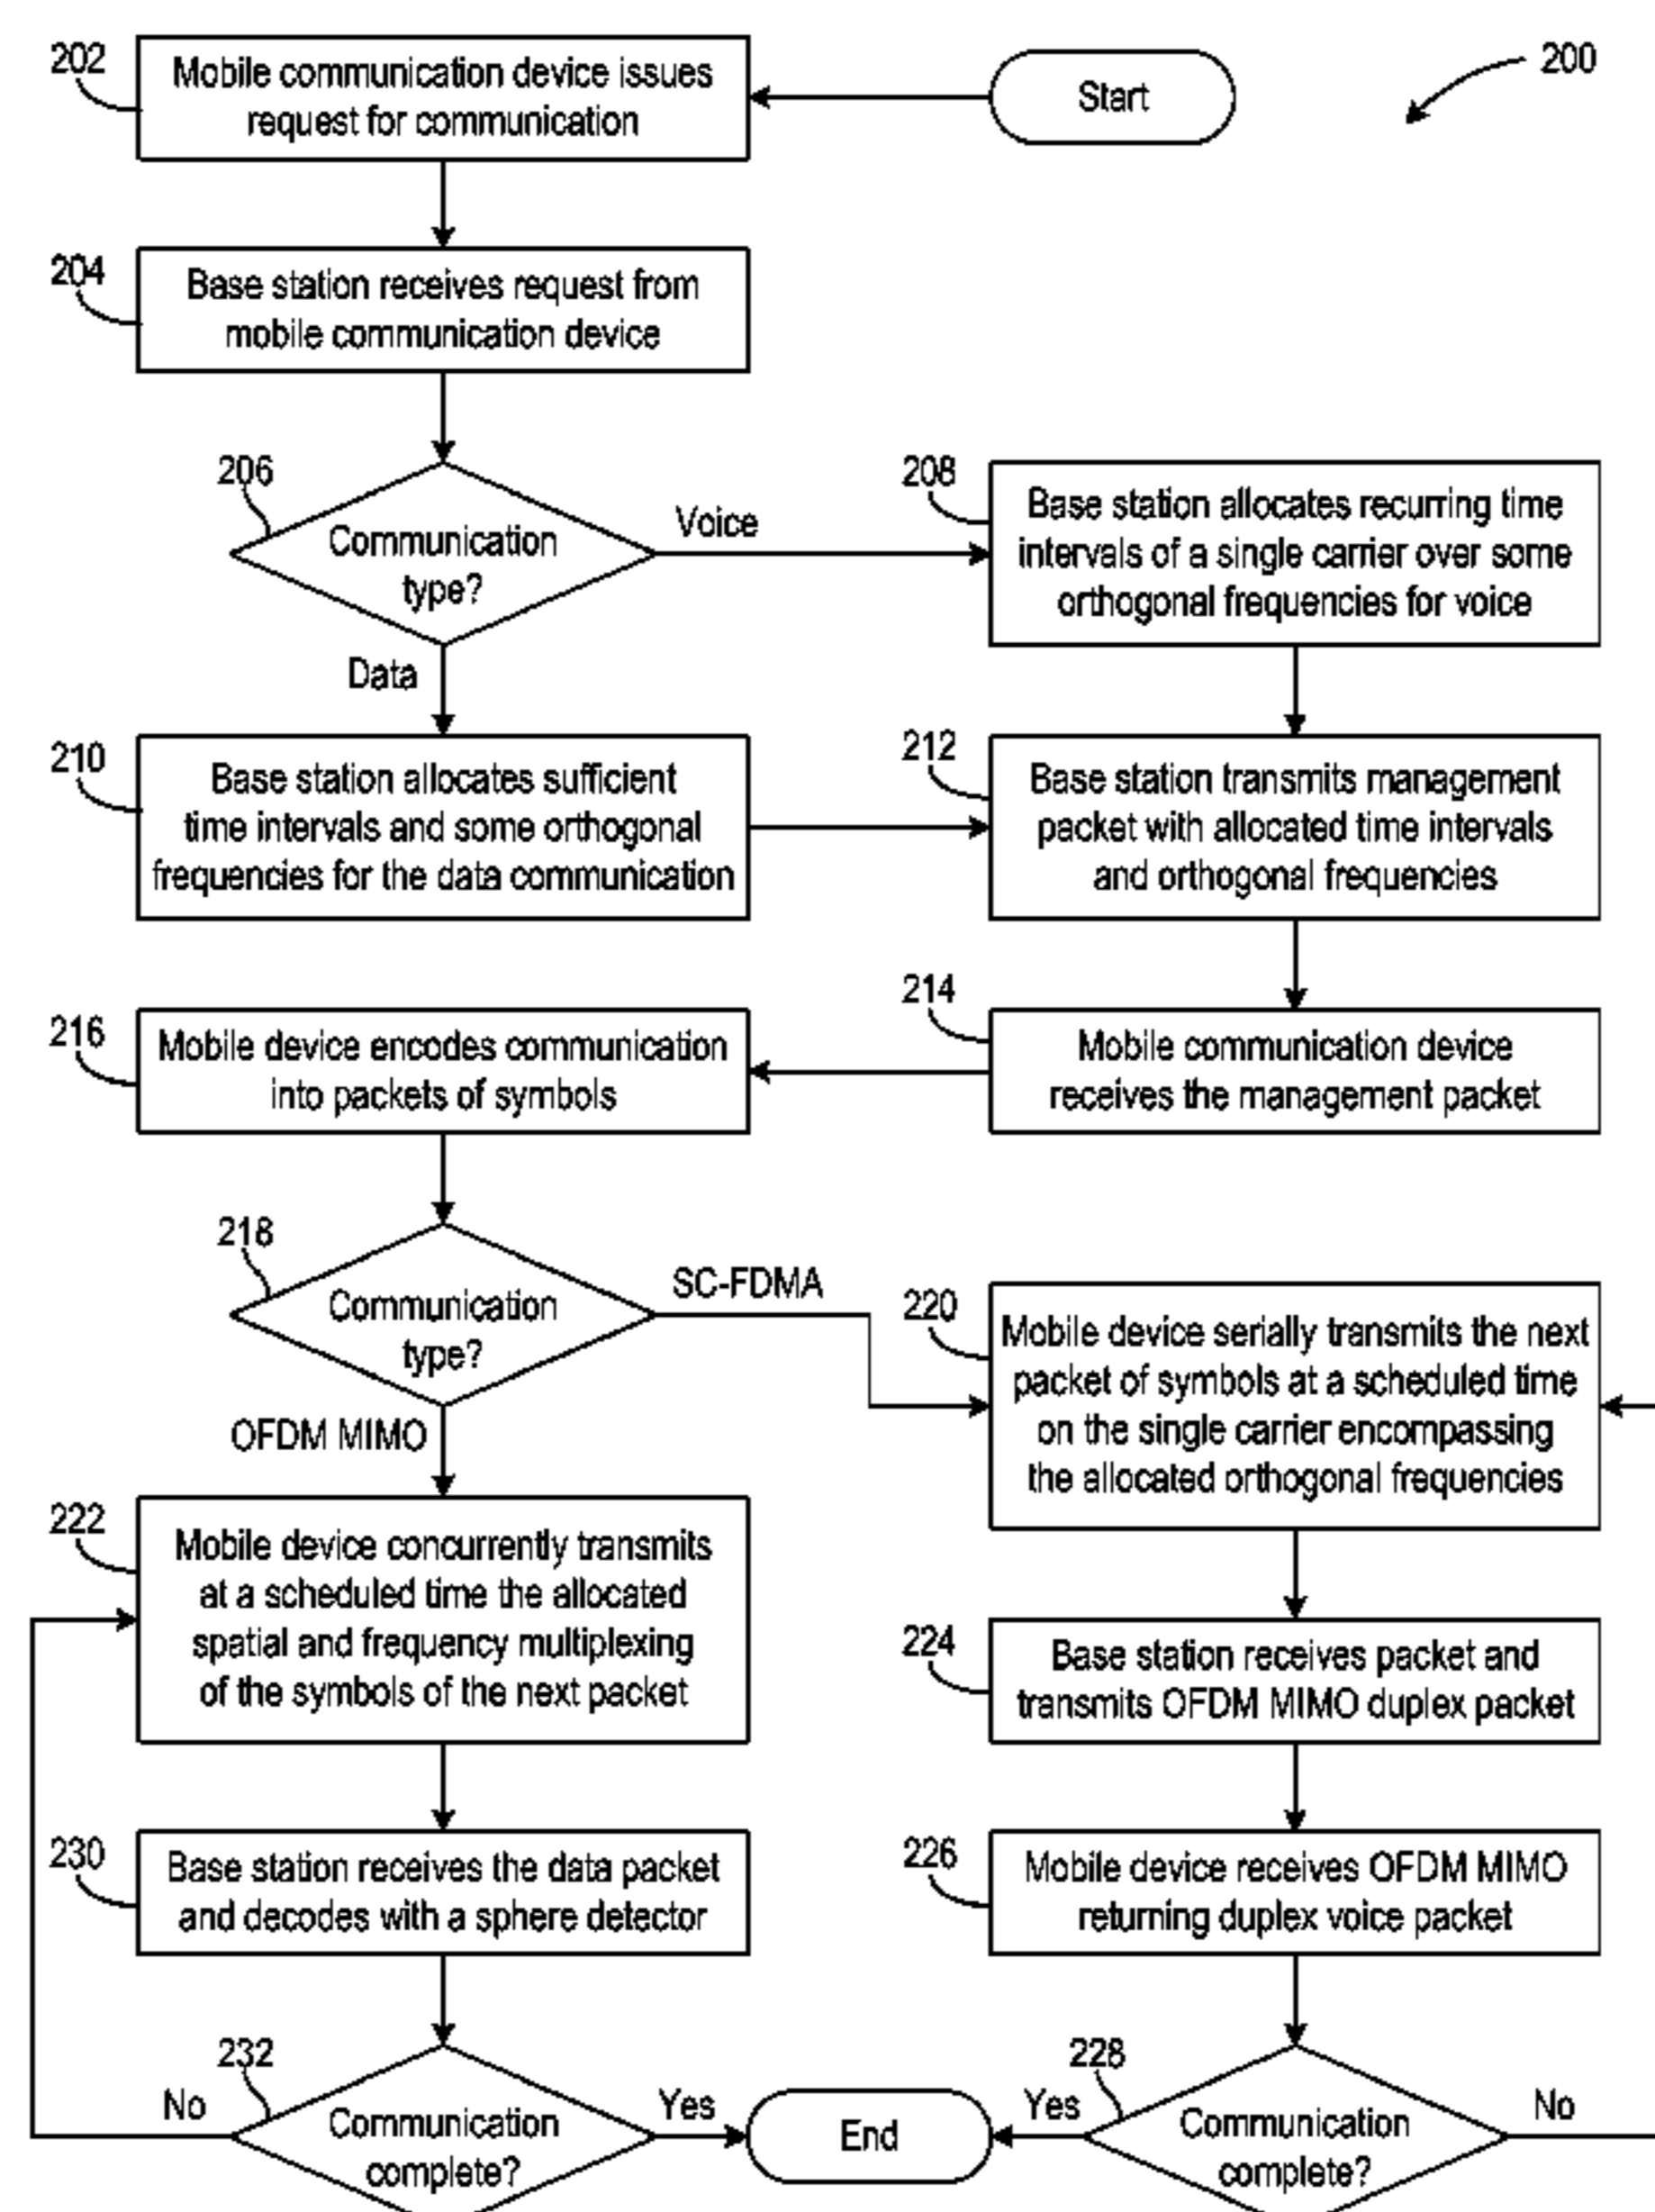 200
Start
202
Mobile communication device issues
request for communication
204
Base station receives request from
mobile communication device
206
Communication
type?
Voice
Data
208
Base station allocates recurring time
intervals of a single carrier over some
orthogonal frequencies for voice
210
Base station allocates sufficient
time intervals and some orthogonal
frequencies for the data communication
212
Base station transmits management
packet with allocated time intervals
and orthogonal frequencies
214
Mobile communication device
receives the management packet
216
Mobile device encodes communication
into packets of symbols
218
Communication
type?
SC-FDMA
OFDM MIMO
220
Mobile device serially transmits the next
packet of symbols at a scheduled time
on the single carrier encompassing
the allocated orthogonal frequencies
222
Mobile device concurrently transmits
at a scheduled time the allocated
spatial and frequency multiplexing
of the symbols of the next packet
224
Base station receives packet and
transmits OFDM MIMO duplex packet
230
Base station receives the data packet
and decodes with a sphere detector
226
Mobile device receives OFDM MIMO
returning duplex voice packet
232
Communication
complete?
No
Yes
End
228
Communication
complete?
Yes
No